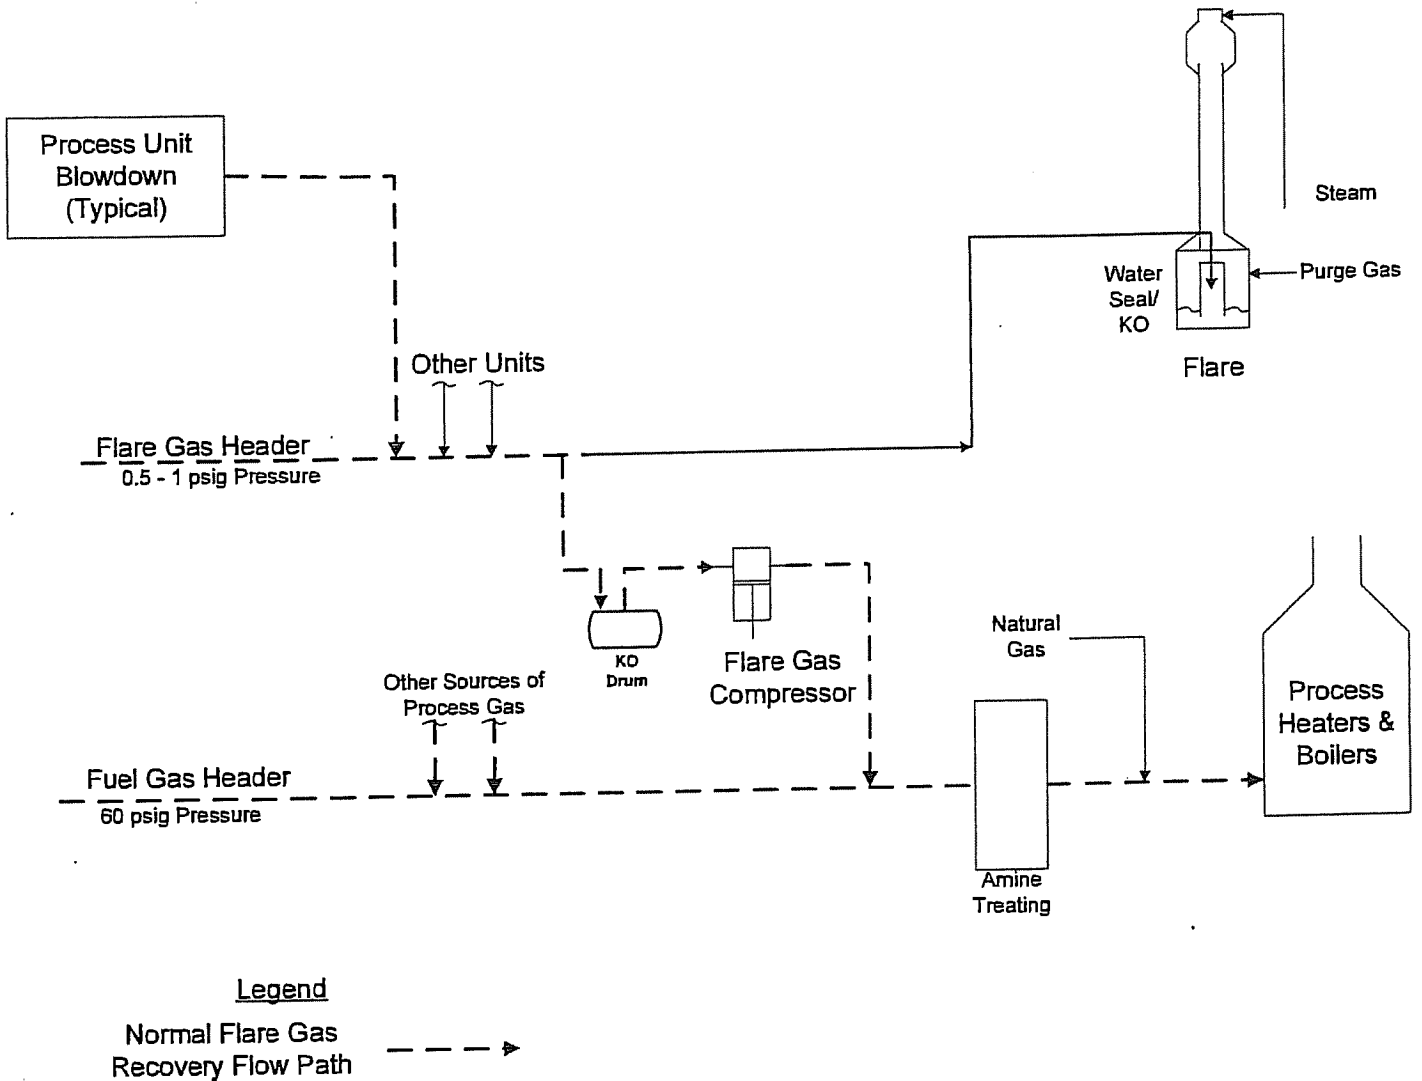 Process Unit
Blowdown
(Typical)
Steam
Water
Seal/
KO
Purge Gas
Flare
Other Units
Flare Gas Header
0.5 - 1 psig Pressure
KO
Drum
Flare Gas
Compressor
Other Sources of
Process Gas
Natural
Gas
Process
Heaters &
Boilers
Fuel Gas Header
60 psig Pressure
Amine
Treating
Legend
Normal Flare Gas
Recovery Flow Path